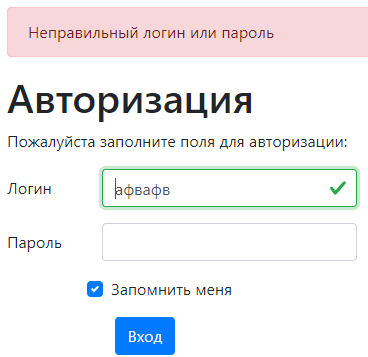 Неправильный логин или пароль
Авторизация
Пожалуйста заполните поля для авторизации:
Логин
афвафв
Пароль
Запомнить меня
Вход